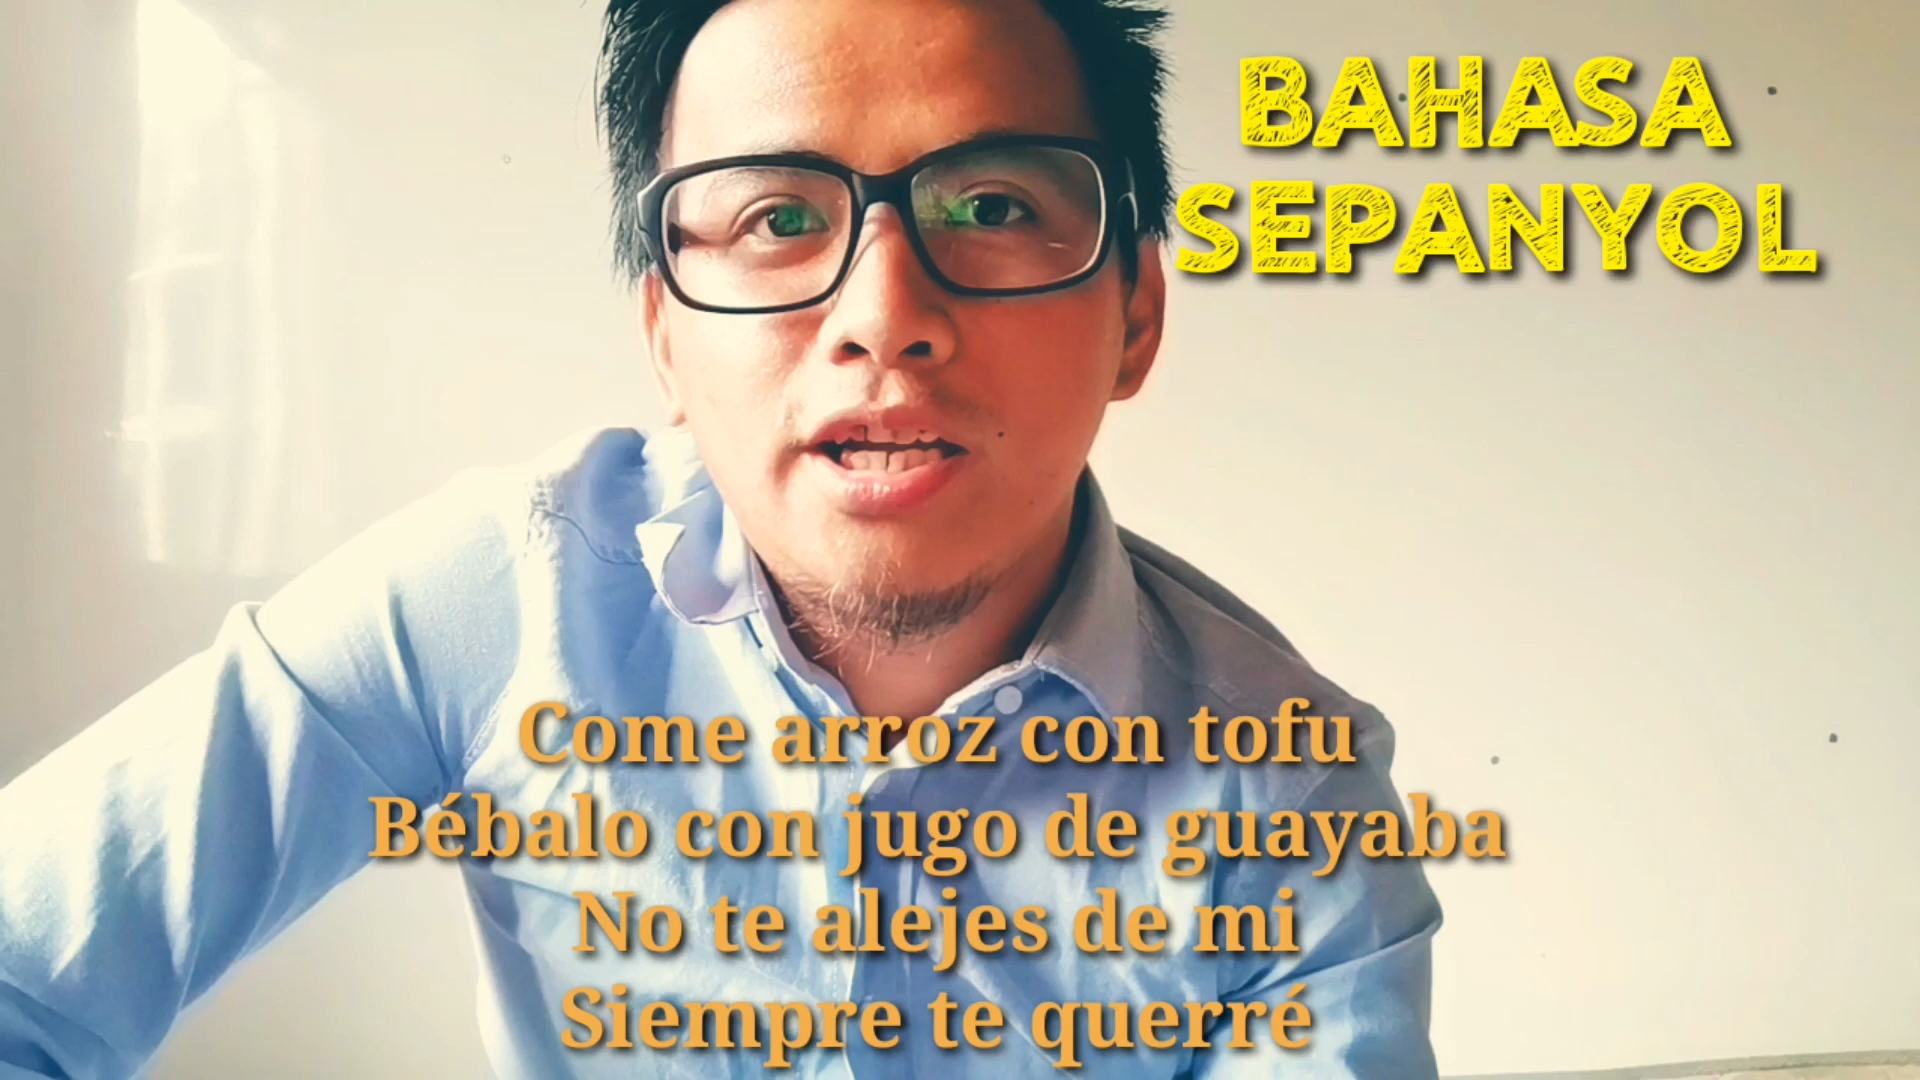 BAHASA
SEPANYOL
Come arroz con tofu
Bébalo con jugo de guayaba
No te alejes de mi
Siempre te querré